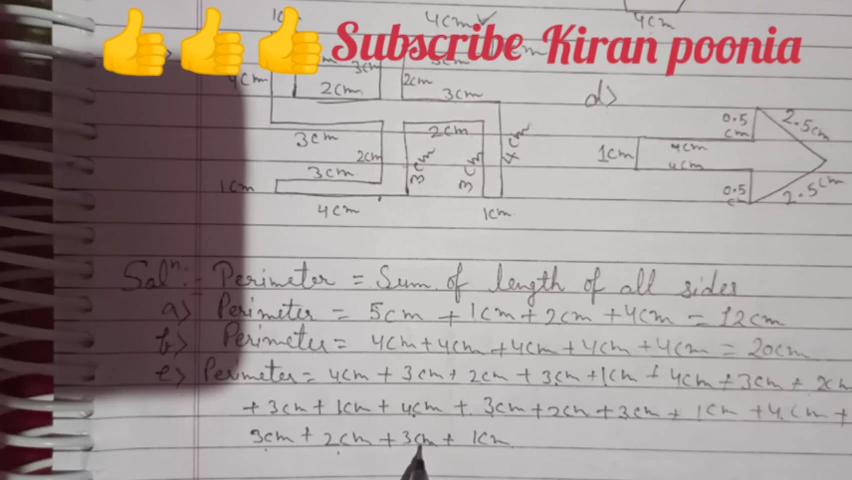 4cm
4cm
Subscribe Kiran poonia
3cm
4cm
2cm
2cm
3cm
d>
0.5
cm
2.5cm
3cm
2cm
4cm
4cm
1cm
2cm
3cm
3cm
3cm
4cm
1cm
4cm
1cm
0.5
2.5cm
Solⁿ:- Perimeter = Sum of length of all sides
a> Perimeter = 5cm + 1cm + 2cm + 4cm = 12cm
b> Perimeter = 4cm + 4cm + 4cm + 4cm + 4cm = 20cm
e> Perimeter = 4cm + 3cm + 2cm + 3cm + 1cm + 4cm + 3cm + 2cm
+ 3cm + 1cm + 4cm + 3cm + 2cm + 3cm + 1cm + 4cm +
3cm + 2cm + 3cm + 1cm